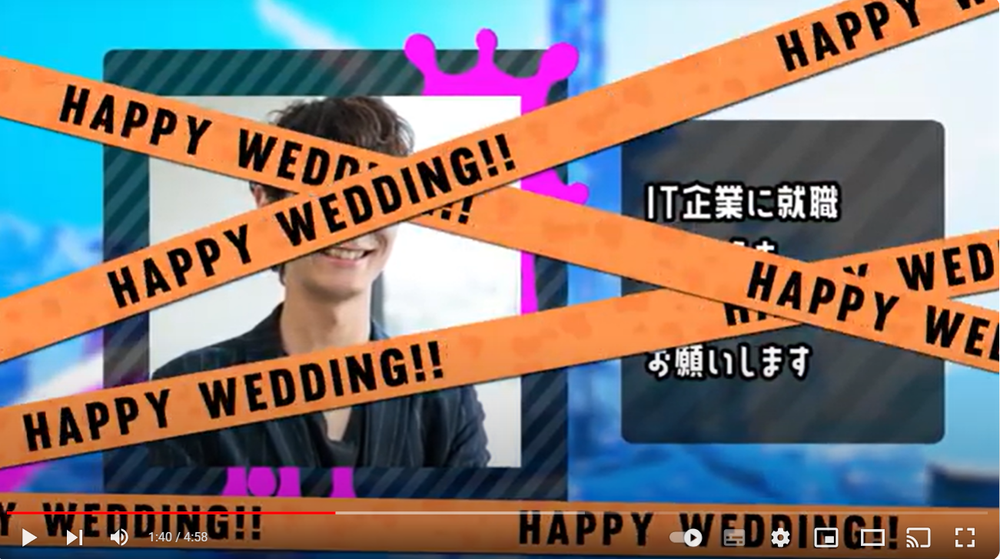 HAPPY W
HAPPY WEDD
HAPPY WEDDING!!
!!
IT企業に就職
WED
HAPPY WED
お願いします
HAPPY WEDDING!!
Y WEDDING!!
HAPPY WEDDING!!
1:40 / 4:58